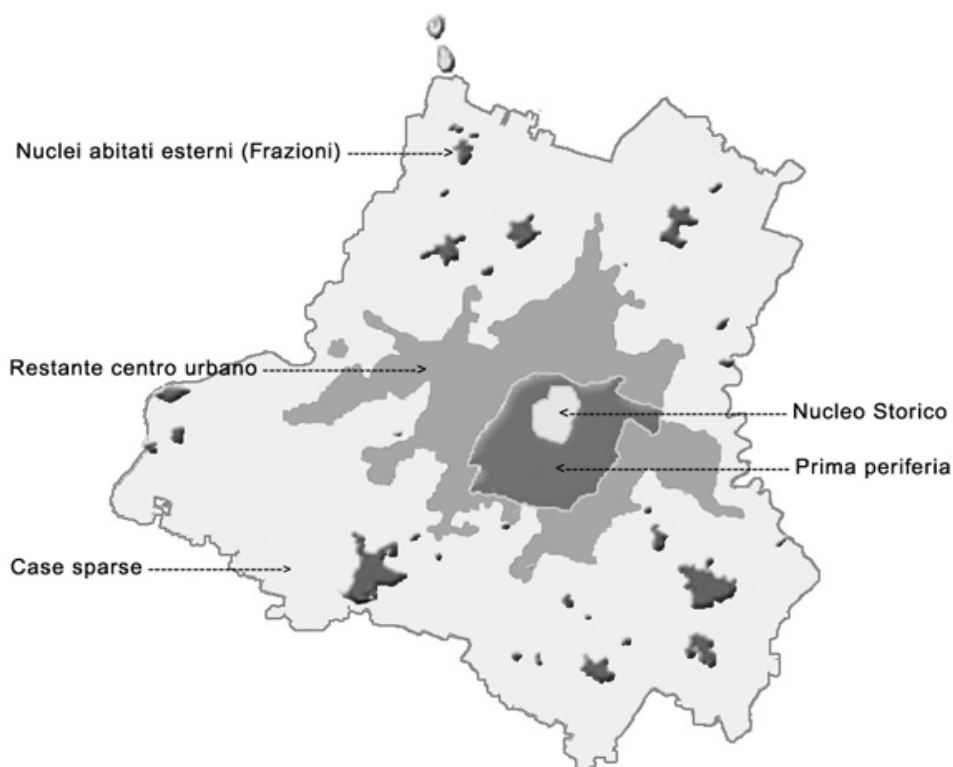 Nuclei abitati esterni (Frazioni)
Restante centro urbano
Nucleo Storico
Prima periferia
Case sparse